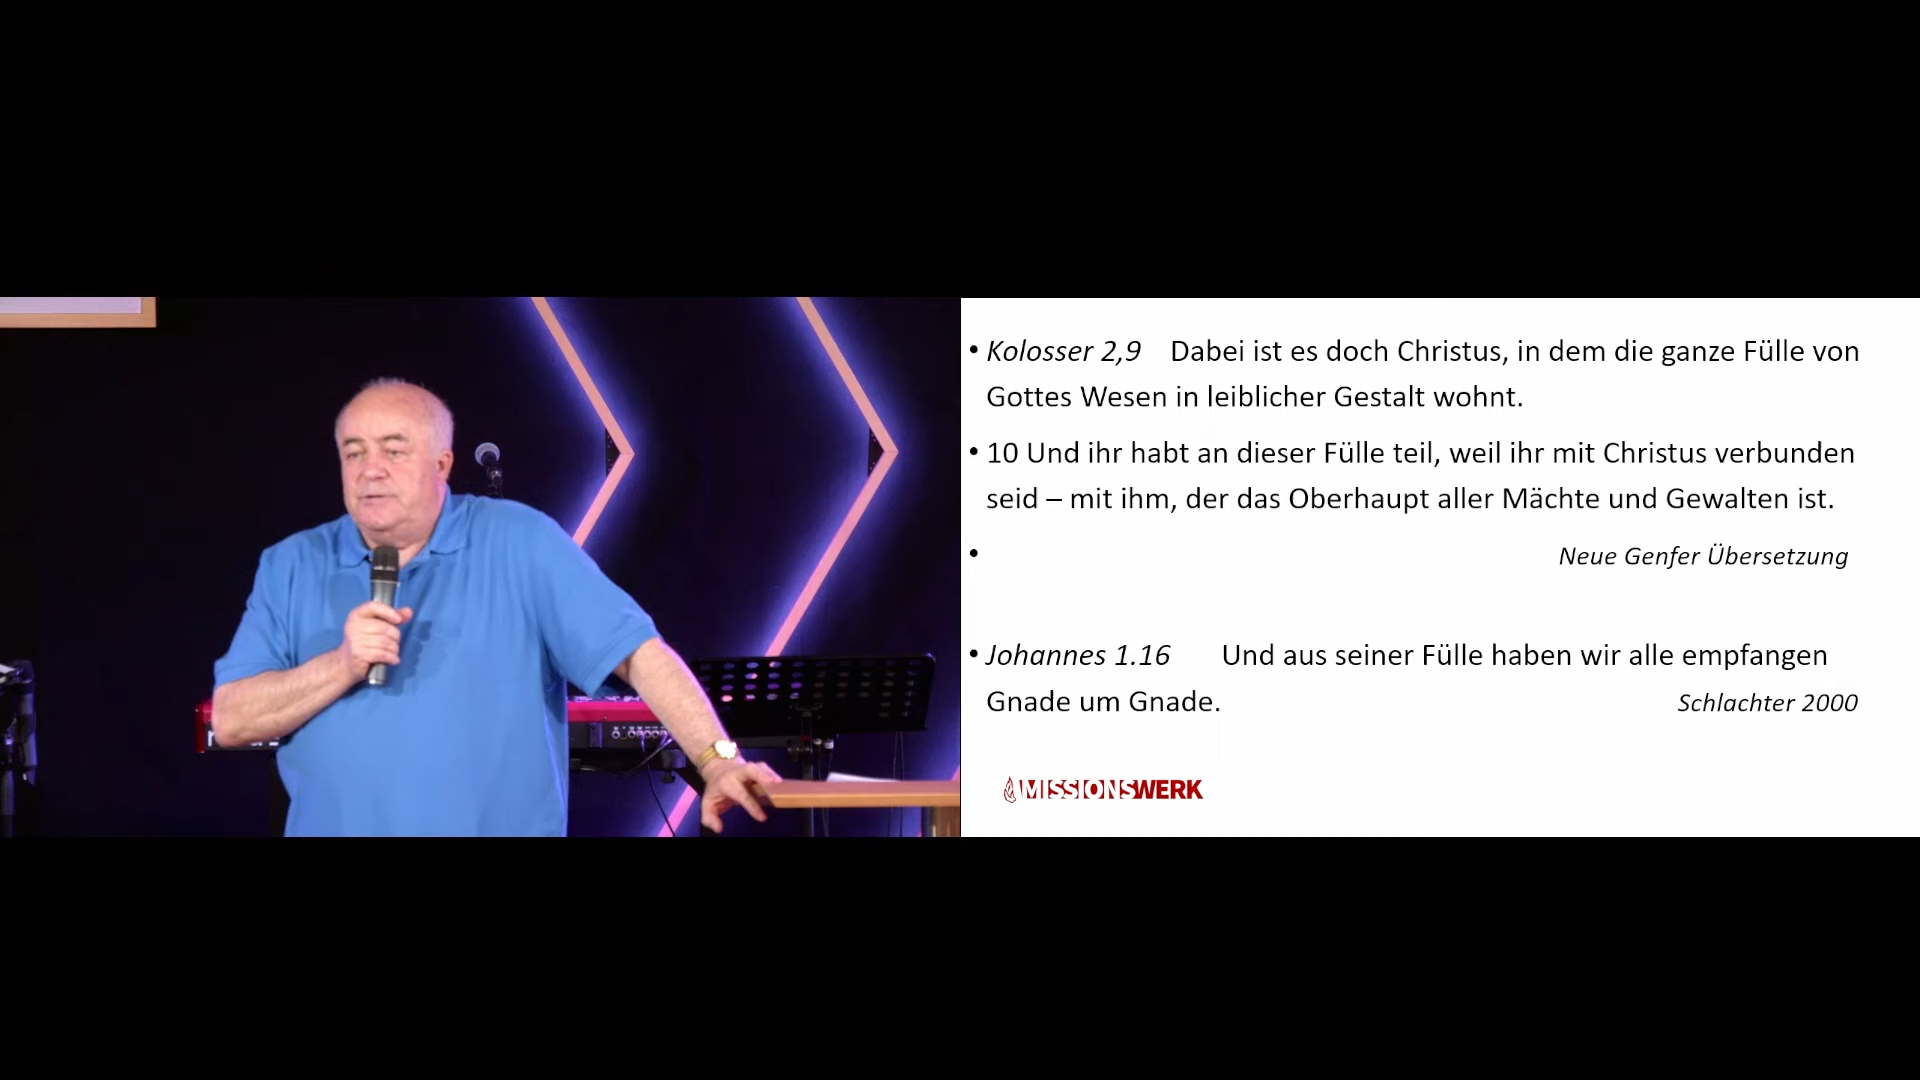 • Kolosser 2,9 Dabei ist es doch Christus, in dem die ganze Fülle von
Gottes Wesen in leiblicher Gestalt wohnt.
• 10 Und ihr habt an dieser Fülle teil, weil ihr mit Christus verbunden
seid – mit ihm, der das Oberhaupt aller Mächte und Gewalten ist.
• Neue Genfer Übersetzung
• Johannes 1.16 Und aus seiner Fülle haben wir alle empfangen
Gnade um Gnade. Schlachter 2000
MISSIONSWERK